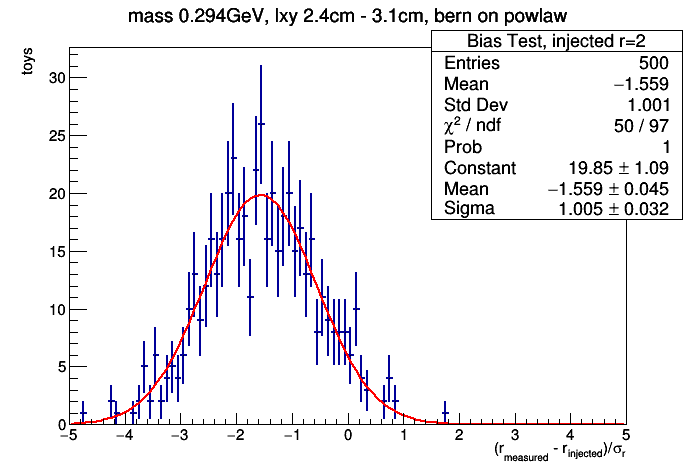 mass 0.294GeV, lxy 2.4cm - 3.1cm, bern on powlaw
toys
Bias Test, injected r=2
Entries 500
Mean −1.559
Std Dev 1.001
χ² / ndf 50 / 97
Prob 1
Constant 19.85 ± 1.09
Mean −1.559 ± 0.045
Sigma 1.005 ± 0.032
30
25
20
15
10
5
0
−5 −4 −3 −2 −1 0 1 2 3 4 5
(r_measured - r_injected)/σ_r